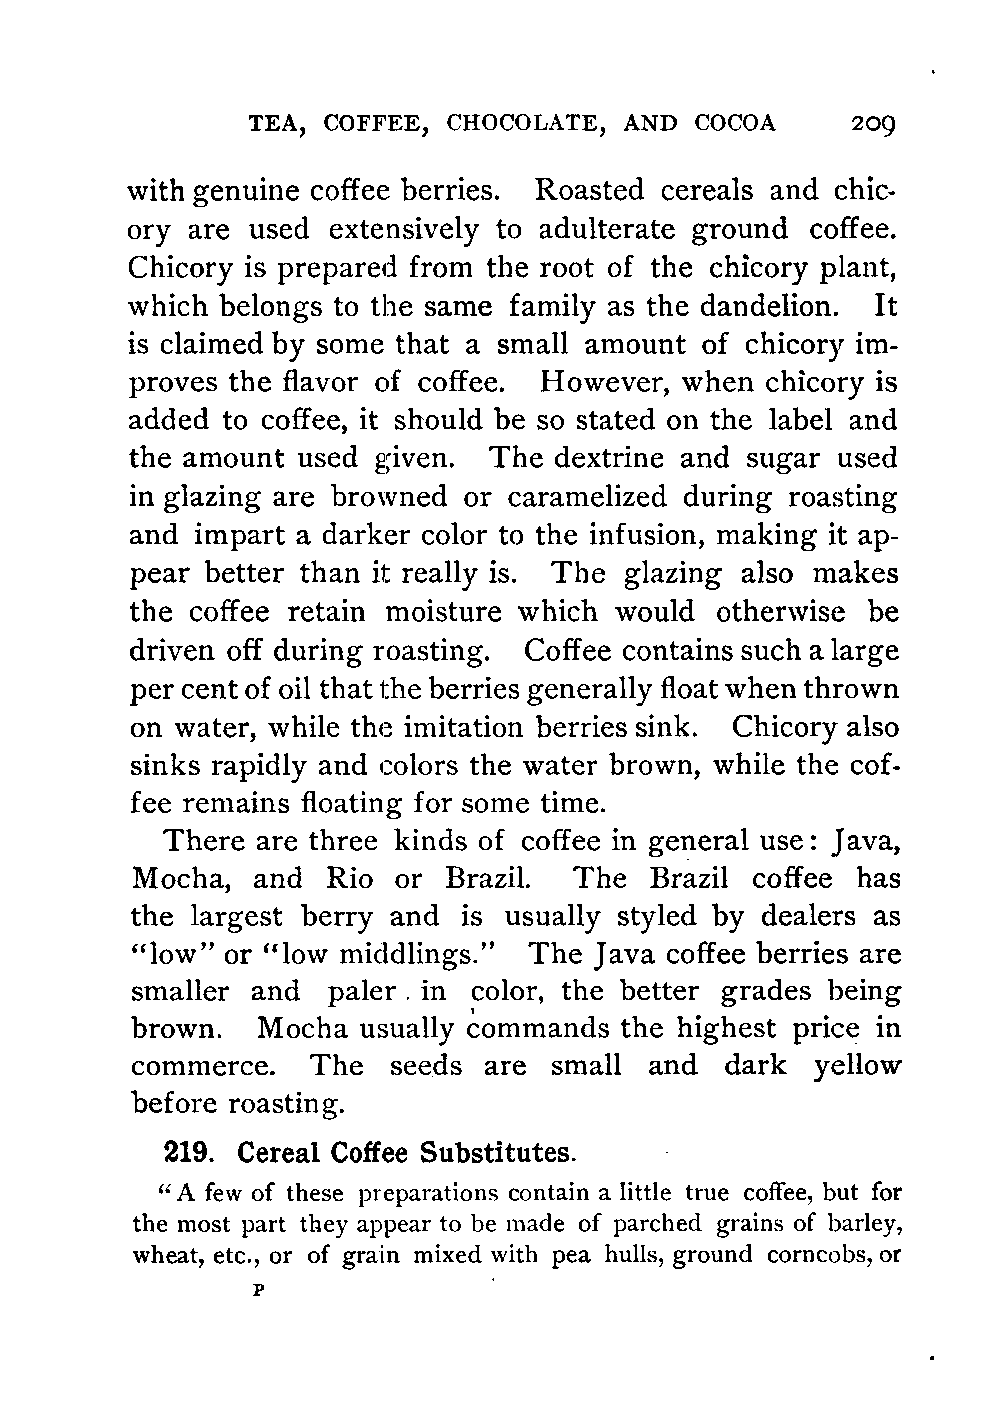 TEA, COFFEE, CHOCOLATE, AND COCOA 209
with genuine coffee berries. Roasted cereals and chic-
ory are used extensively to adulterate ground coffee.
Chicory is prepared from the root of the chicory plant,
which belongs to the same family as the dandelion. It
is claimed by some that a small amount of chicory im-
proves the flavor of coffee. However, when chicory is
added to coffee, it should be so stated on the label and
the amount used given. The dextrine and sugar used
in glazing are browned or caramelized during roasting
and impart a darker color to the infusion, making it ap-
pear better than it really is. The glazing also makes
the coffee retain moisture which would otherwise be
driven off during roasting. Coffee contains such a large
per cent of oil that the berries generally float when thrown
on water, while the imitation berries sink. Chicory also
sinks rapidly and colors the water brown, while the cof-
fee remains floating for some time.
There are three kinds of coffee in general use: Java,
Mocha, and Rio or Brazil. The Brazil coffee has
the largest berry and is usually styled by dealers as
"low" or "low middlings." The Java coffee berries are
smaller and paler in color, the better grades being
brown. Mocha usually commands the highest price in
commerce. The seeds are small and dark yellow
before roasting.
219. Cereal Coffee Substitutes.
"A few of these preparations contain a little true coffee, but for
the most part they appear to be made of parched grains of barley,
wheat, etc., or of grain mixed with pea hulls, ground corncobs, or
P